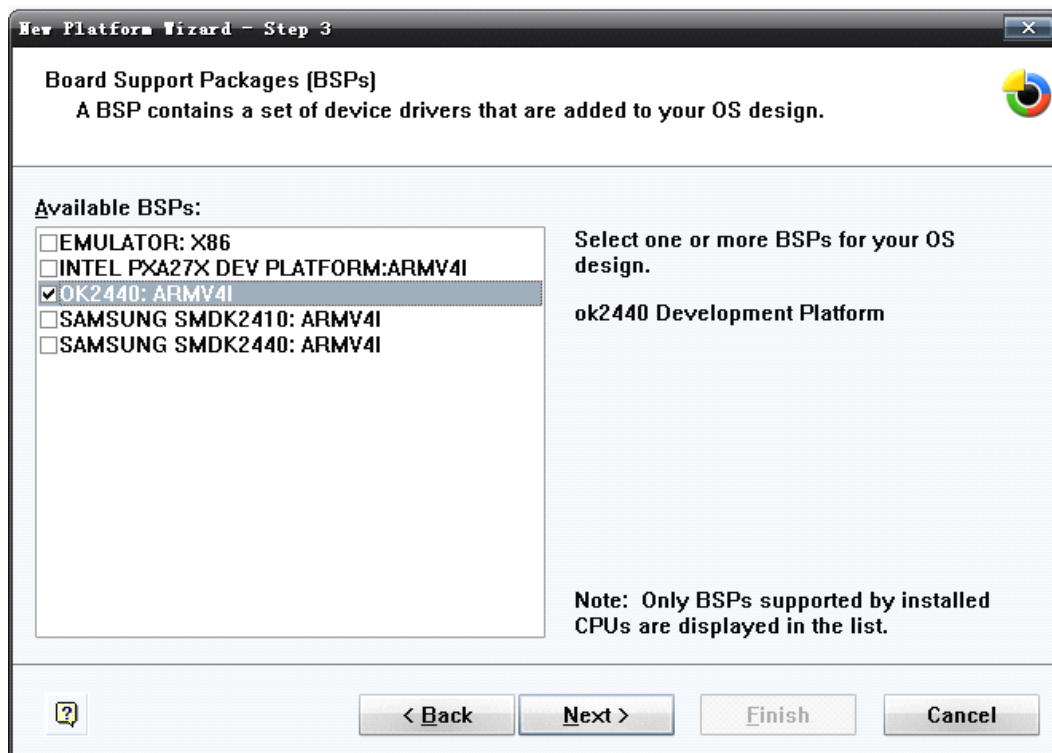 New Platform Wizard - Step 3
Board Support Packages (BSPs)
A BSP contains a set of device drivers that are added to your OS design.
Available BSPs:
EMULATOR: X86
INTEL PXA27X DEV PLATFORM:ARMV4I
OK2440: ARMV4I
SAMSUNG SMDK2410: ARMV4I
SAMSUNG SMDK2440: ARMV4I
Select one or more BSPs for your OS
design.
ok2440 Development Platform
Note: Only BSPs supported by installed
CPUs are displayed in the list.
< Back
Next >
Finish
Cancel